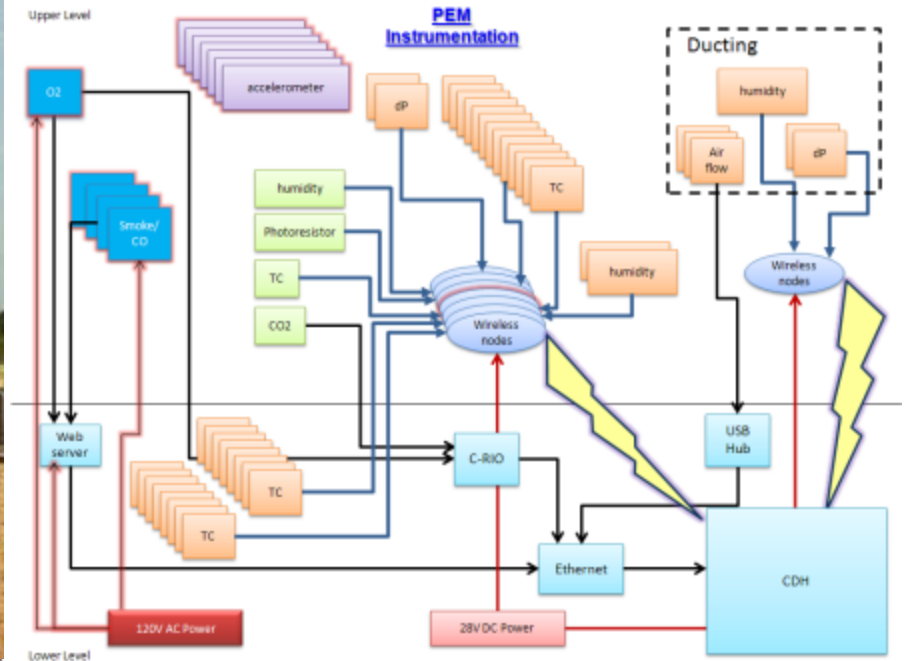 Upper Level
PEM
Instrumentation
Ducting
O2
accelerometer
dP
humidity
Air
flow
dP
TC
humidity
Smoke/
CO
Photoresistor
humidity
Wireless
nodes
TC
CO2
Wireless
nodes
Web
server
C-RIO
USB
Hub
TC
TC
Ethernet
CDH
120V AC Power
28V DC Power
Lower Level